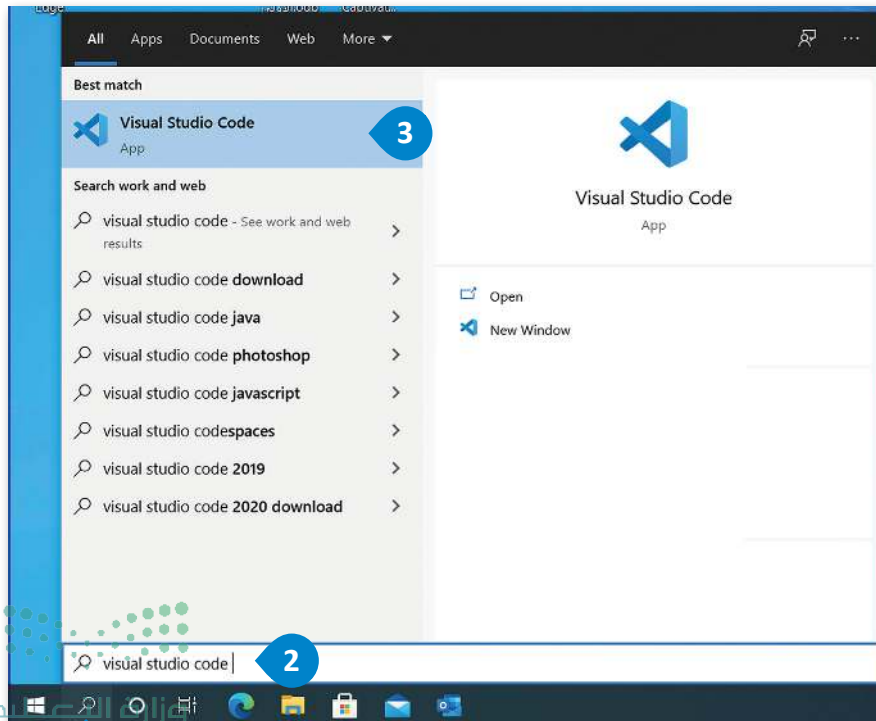 All Apps Documents Web More
Best match
Visual Studio Code
App
3
Search work and web
visual studio code - See work and web
results
visual studio code download
visual studio code java
visual studio code photoshop
visual studio code javascript
visual studio codespaces
visual studio code 2019
visual studio code 2020 download
Visual Studio Code
App
Open
New Window
visual studio code
2
وزارة التعليم